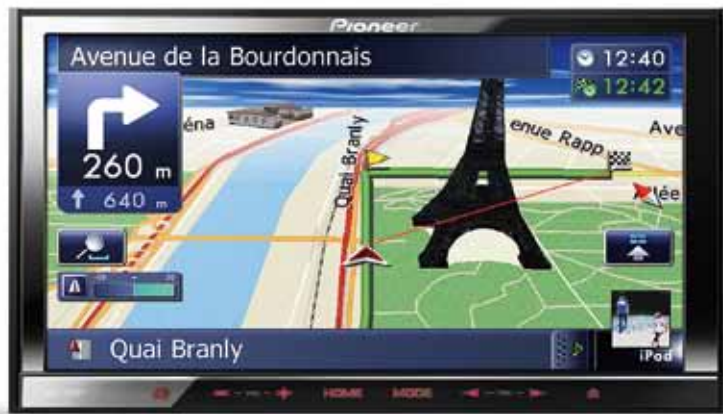 Pioneer
Avenue de la Bourdonnais
12:40
12:42
260 m
640 m
éna
Quai Branly
enue Rapp
Ave
lée
Quai Branly
iPod
HOME MODE